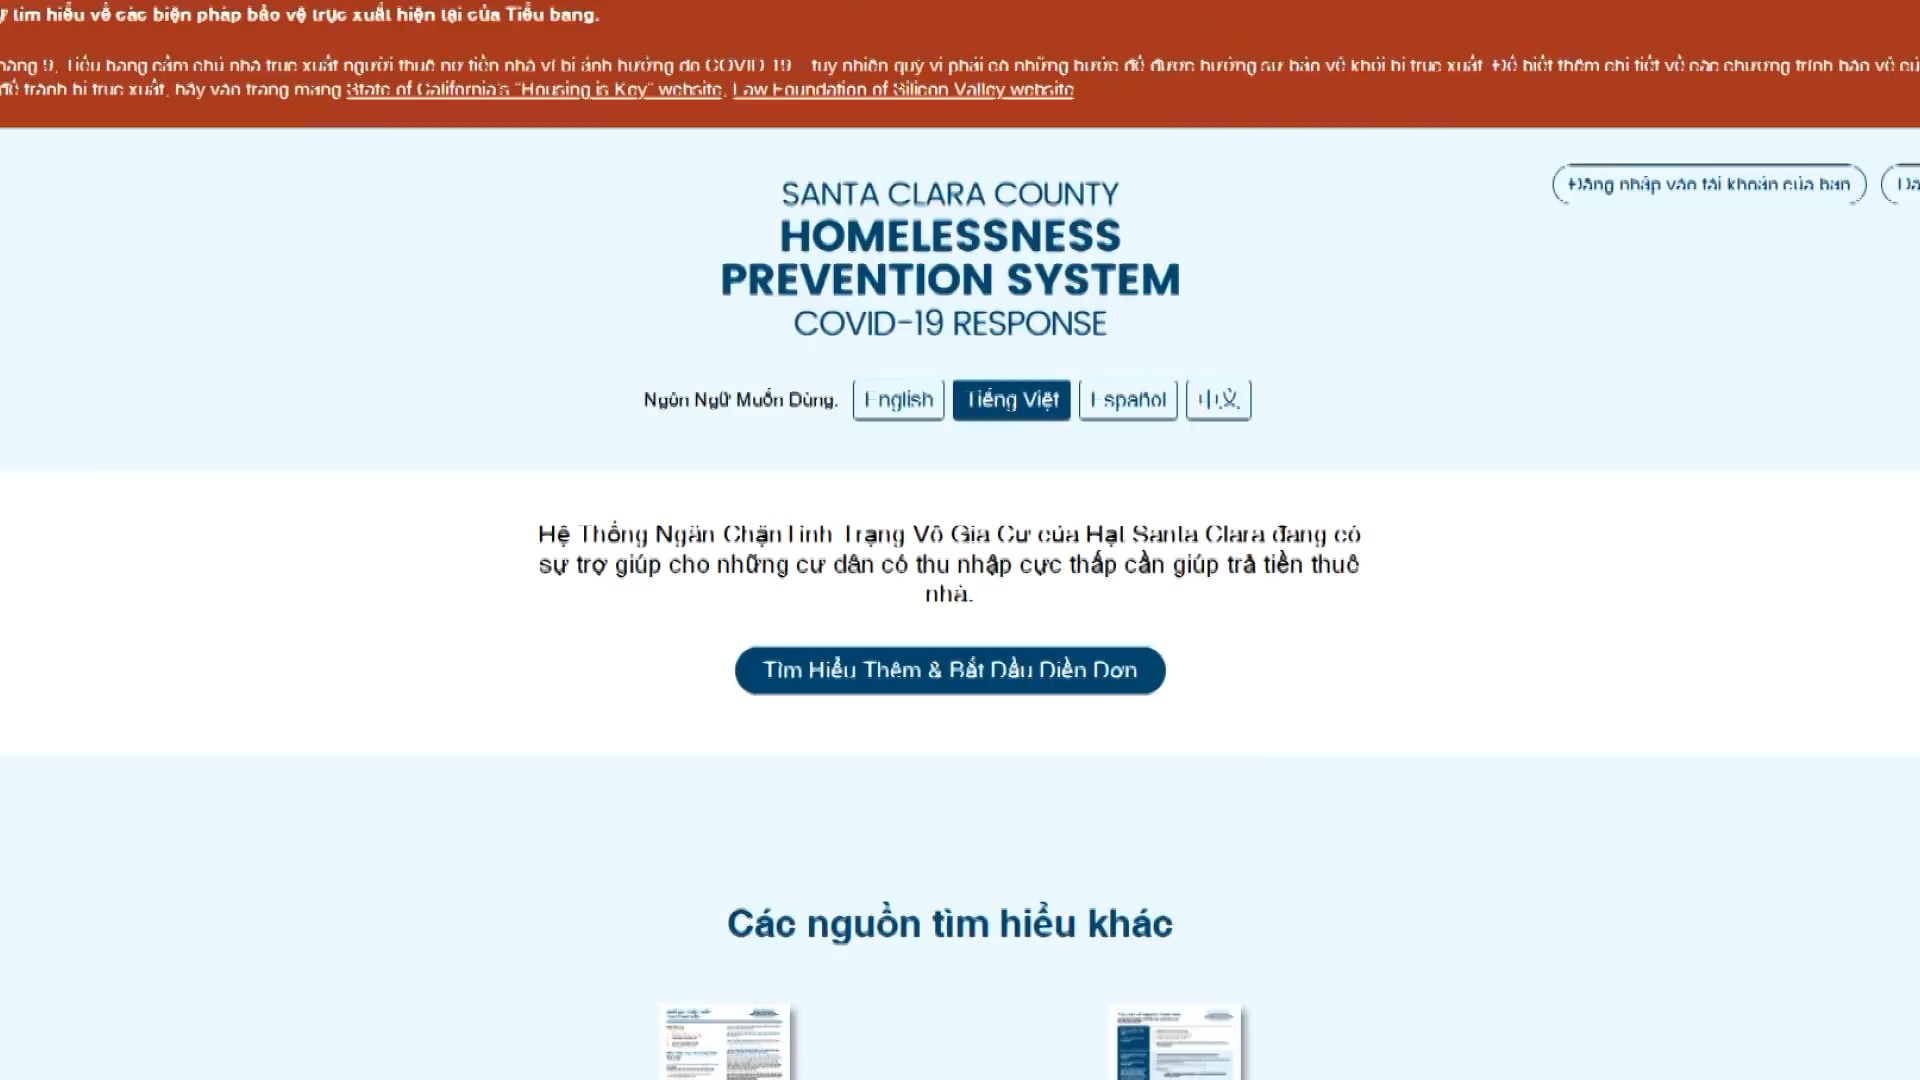 tìm hiểu về các biện pháp bảo vệ trục xuất hiện tại của Tiểu bang.
9, Tiểu bang cấm chủ nhà trục xuất người thuê nợ tiền nhà vì bị ảnh hưởng do COVID 19 tuy nhiên quý vị phải có những bước để được hưởng sự bảo vệ khỏi bị trục xuất. Để biết thêm chi tiết về các chương trình bảo vệ
để tránh bị trục xuất, hãy vào trang mạng State of California's "Housing is Key" website, Law Foundation of Silicon Valley website
Đăng nhập vào tài khoản của bạn
SANTA CLARA COUNTY
HOMELESSNESS
PREVENTION SYSTEM
COVID-19 RESPONSE
Ngôn Ngữ Muốn Dùng: English Tiếng Việt Español 中文
Hệ Thống Ngăn Chặn Tình Trạng Vô Gia Cư của Hạt Santa Clara đang có
sự trợ giúp cho những cư dân có thu nhập cực thấp cần giúp trả tiền thuê
nhà.
Tìm Hiểu Thêm & Bắt Đầu Điền Đơn
Các nguồn tìm hiểu khác